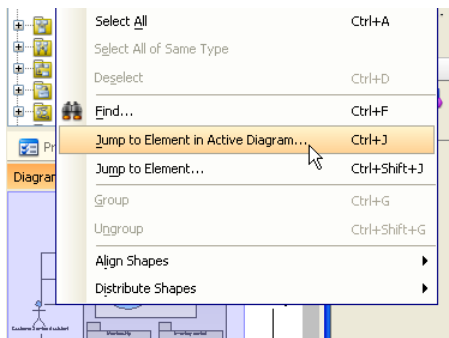 Select All Ctrl+A
Select All of Same Type
Deselect Ctrl+D
Find... Ctrl+F
Jump to Element in Active Diagram... Ctrl+J
Pr
Jump to Element... Ctrl+Shift+J
Diagran
Group Ctrl+G
Ungroup Ctrl+Shift+G
Align Shapes
Distribute Shapes